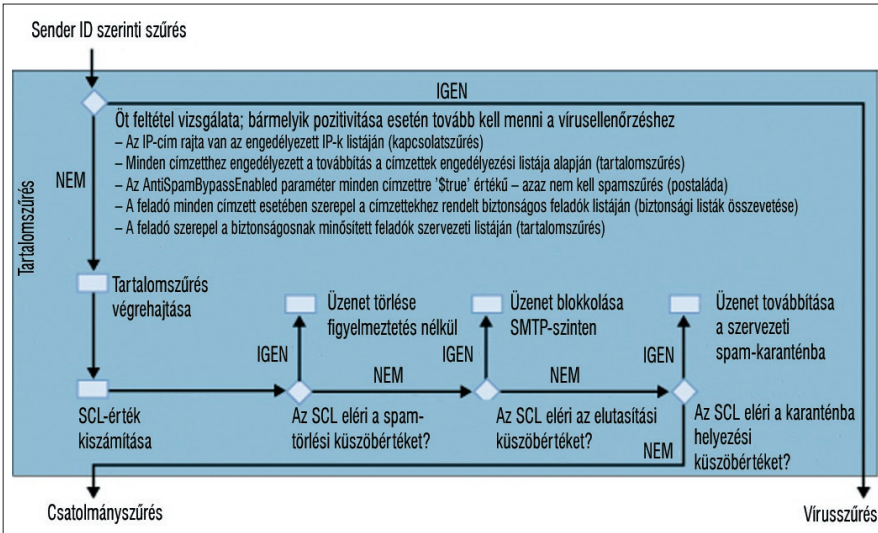 Sender ID szerinti szűrés
IGEN
Öt feltétel vizsgálata; bármelyik pozitivitása esetén tovább kell menni a vírusellenőrzéshez
– Az IP-cím rajta van az engedélyezett IP-k listáján (kapcsolatszűrés)
– Minden címzetthez engedélyezett a továbbítás a címzettek engedélyezési listája alapján (tartalomszűrés)
– Az AntiSpamBypassEnabled paraméter minden címzettre '$true' értékű – azaz nem kell spamszűrés (postaláda)
– A feladó minden címzett esetében szerepel a címzettekhez rendelt biztonságos feladók listáján (biztonsági listák összevetése)
– A feladó szerepel a biztonságosnak minősített feladók szervezeti listáján (tartalomszűrés)
NEM
Tartalomszűrés
Tartalomszűrés
végrehajtása
Üzenet törlése
figyelmeztetés nélkül
Üzenet blokkolása
SMTP-szinten
Üzenet továbbítása
a szervezeti
spam-karanténba
IGEN
IGEN
IGEN
NEM
NEM
SCL-érték
kiszámítása
Az SCL eléri a spam-
törlési küszöbértéket?
Az SCL eléri az elutasítási
küszöbértéket?
Az SCL eléri a karanténba
helyezési
küszöbértéket?
NEM
Csatolmányszűrés
Vírusszűrés